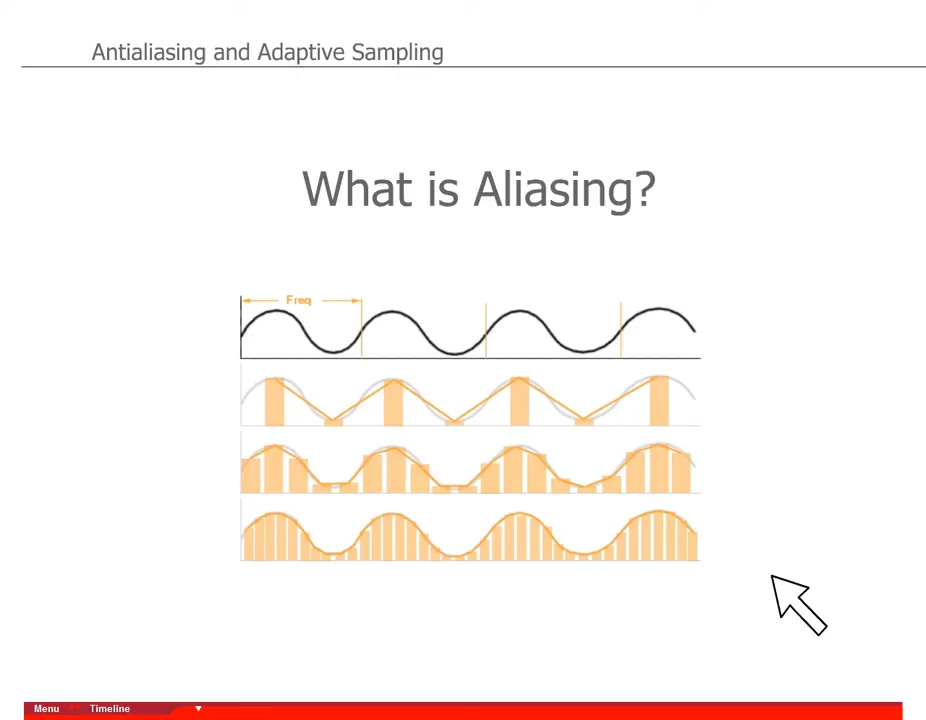 Antialiasing and Adaptive Sampling
What is Aliasing?
Freq
Menu
Timeline